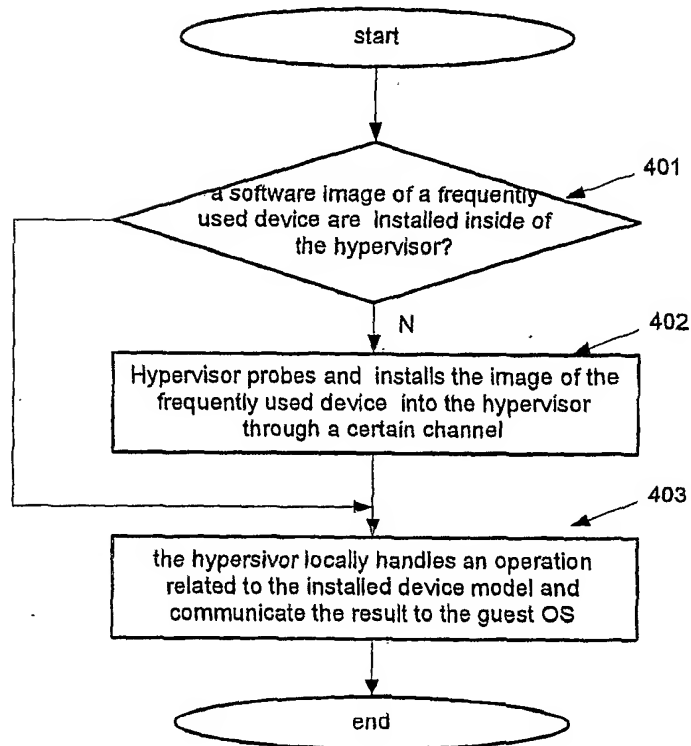 start
401
a software image of a frequently
used device are installed inside of
the hypervisor?
N
402
Hypervisor probes and installs the image of the
frequently used device into the hypervisor
through a certain channel
403
the hypersivor locally handles an operation
related to the installed device model and
communicate the result to the guest OS
end